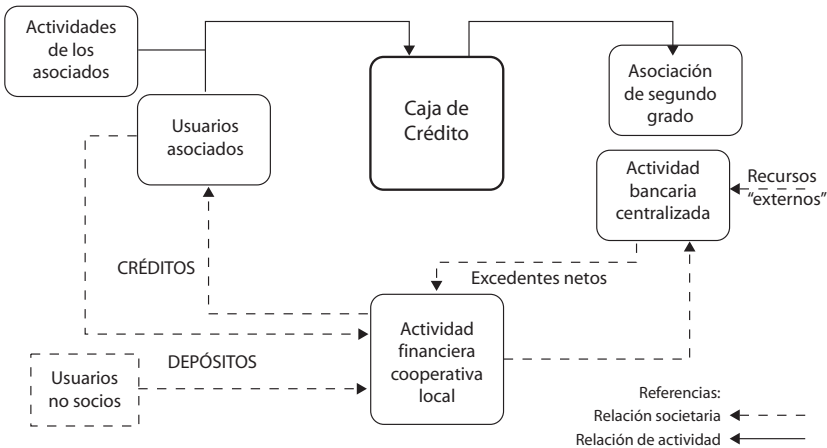 Actividades
de los
asociados
Usuarios
asociados
Caja de
Crédito
Asociación
de segundo
grado
Actividad
bancaria
centralizada
Recursos
“externos”
CRÉDITOS
Excedentes netos
Actividad
financiera
cooperativa
local
DEPÓSITOS
Usuarios
no socios
Referencias:
Relación societaria
Relación de actividad